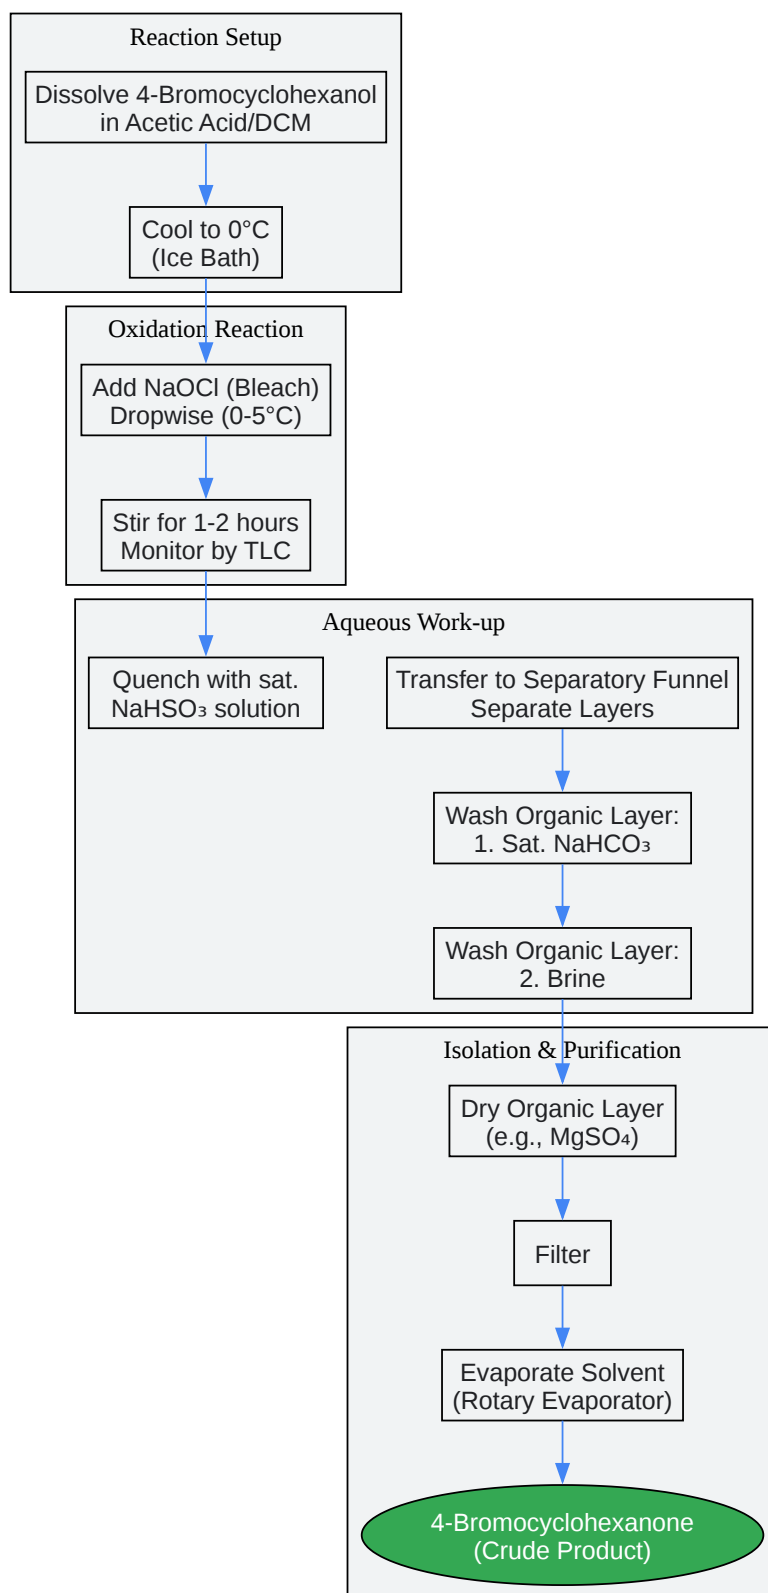 Reaction Setup
Dissolve 4-Bromocyclohexanol
in Acetic Acid/DCM
Cool to 0°C
(Ice Bath)
Oxidation Reaction
Add NaOCl (Bleach)
Dropwise (0-5°C)
Stir for 1-2 hours
Monitor by TLC
Aqueous Work-up
Quench with sat.
NaHSO₃ solution
Transfer to Separatory Funnel
Separate Layers
Wash Organic Layer:
1. Sat. NaHCO₃
Wash Organic Layer:
2. Brine
Isolation & Purification
Dry Organic Layer
(e.g., MgSO₄)
Filter
Evaporate Solvent
(Rotary Evaporator)
4-Bromocyclohexanone
(Crude Product)